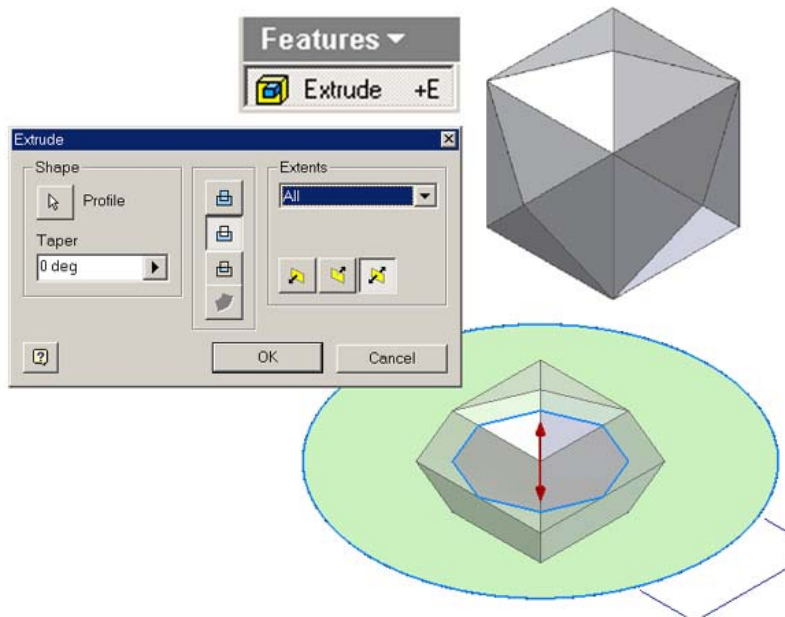 Features
Extrude +E
Extrude
Shape
Profile
Taper
0 deg
Extents
All
?
OK
Cancel